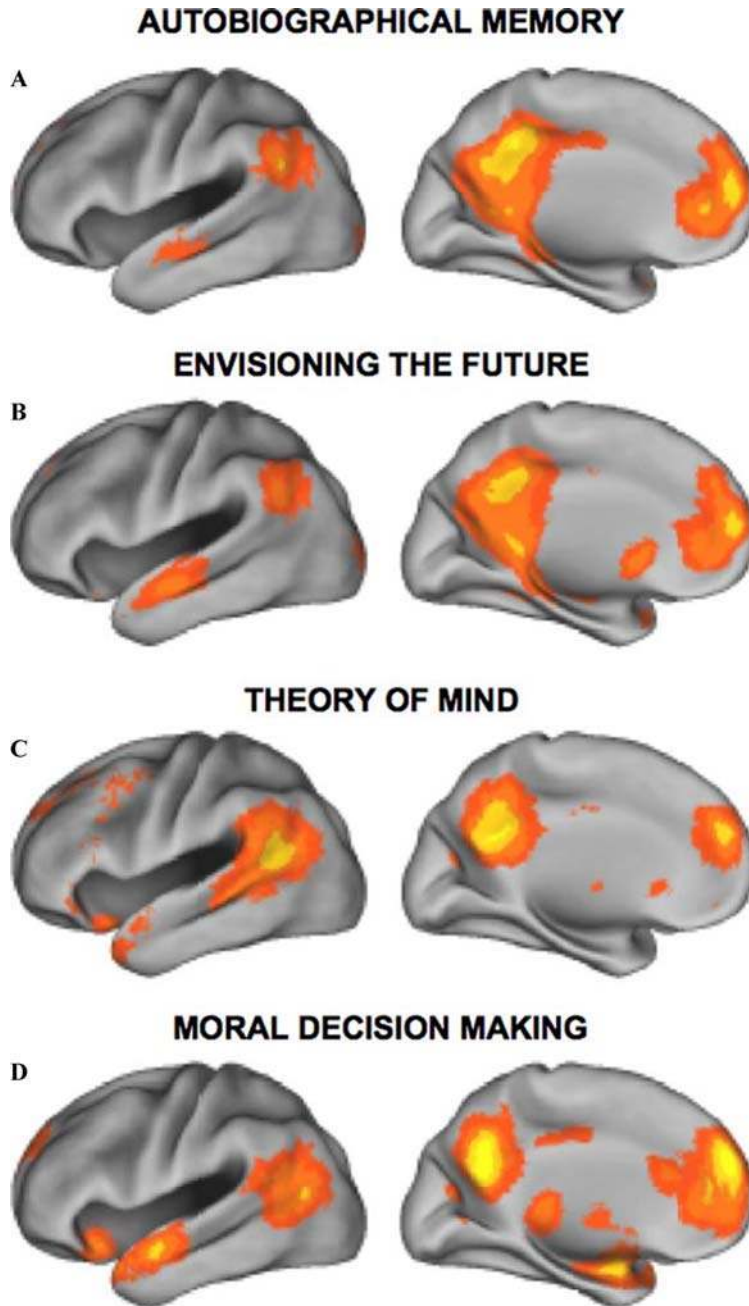 AUTOBIOGRAPHICAL MEMORY
A
ENVISIONING THE FUTURE
B
THEORY OF MIND
C
MORAL DECISION MAKING
D